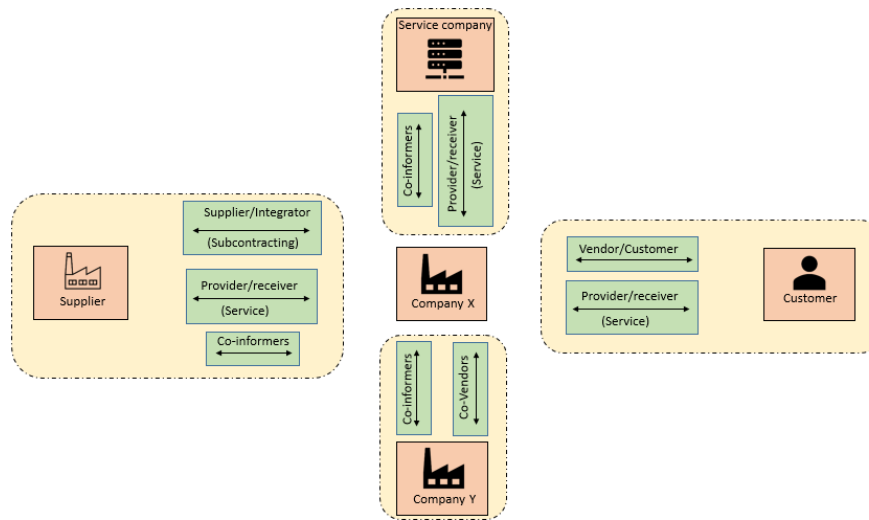 Service company
Co-informers
Provider/receiver
(Service)
Supplier/Integrator
(Subcontracting)
Provider/receiver
(Service)
Co-informers
Supplier
Company X
Vendor/Customer
Provider/receiver
(Service)
Customer
Co-informers
Co-Vendors
Company Y